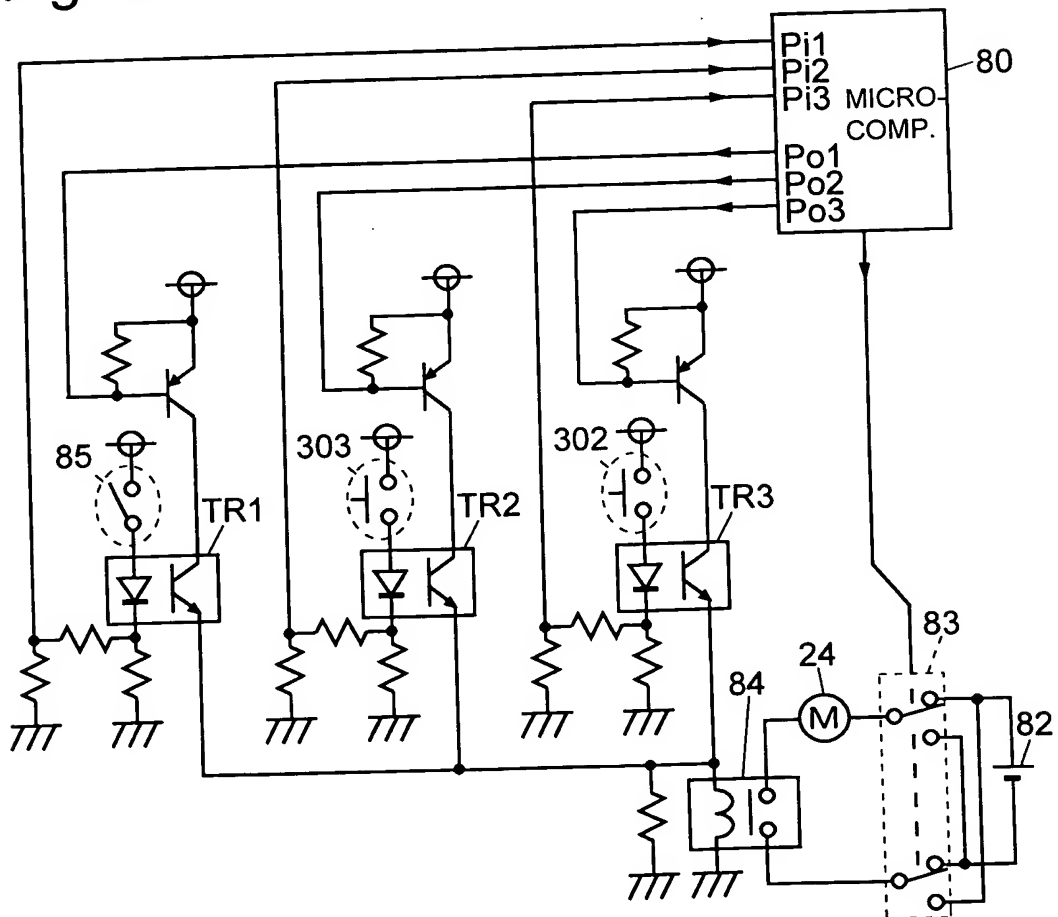 Pi1
Pi2
Pi3
MICRO-
COMP.
80
Po1
Po2
Po3
85
303
302
TR1
TR2
TR3
24
83
84
M
82